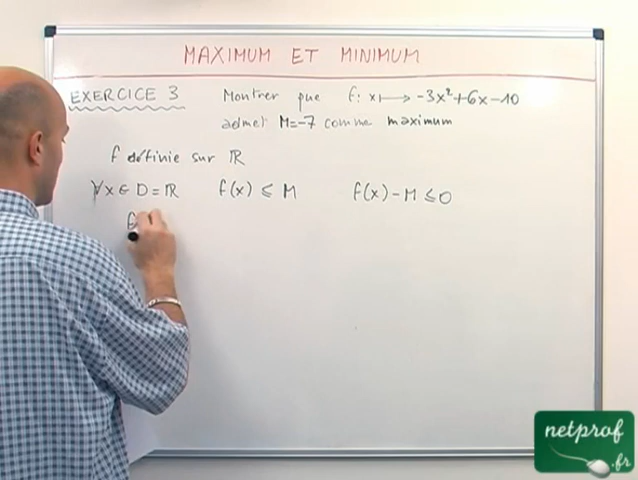 MAXIMUM ET MINIMUM
EXERCICE 3 Montrer que f: x ⟼ -3x²+6x-10
admet M=-7 comme maximum
f définie sur ℝ
∀x∈D=ℝ f(x) ≤ M f(x)-M ≤ 0
f
netprof
.fr